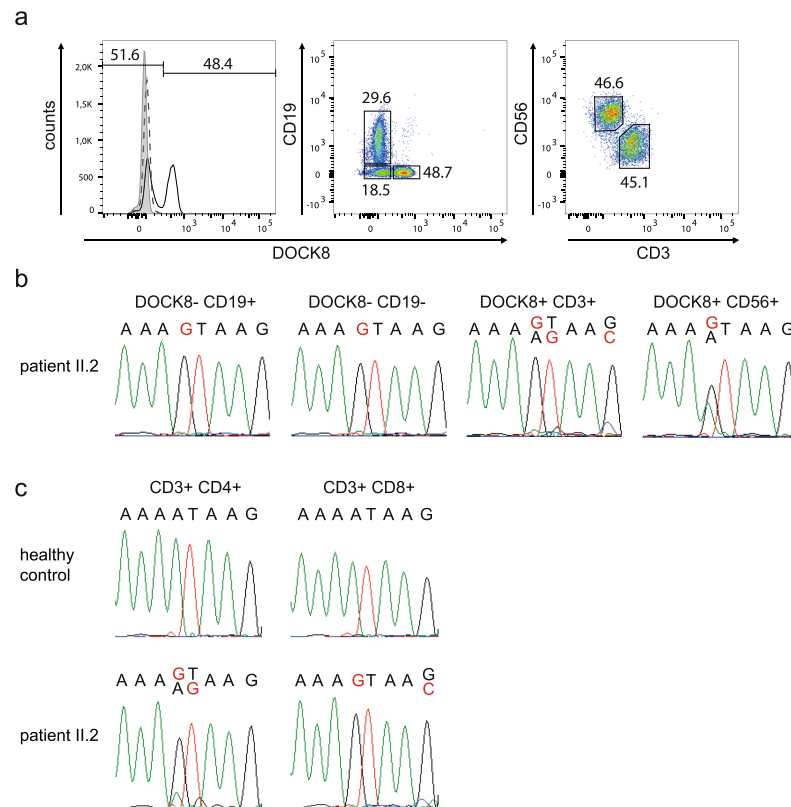 a
51.6
48.4
2,0K
1,5K
1,0K
500
0
counts
0 10³ 10⁴ 10⁵
29.6
48.7
18.5
10⁵
10⁴
10³
0
-10³
CD19
0 10³ 10⁴ 10⁵
DOCK8
46.6
45.1
10⁵
10⁴
10³
0
-10³
CD56
0 10³ 10⁴ 10⁵
CD3
b
DOCK8- CD19+ DOCK8- CD19- DOCK8+ CD3+ DOCK8+ CD56+
patient II.2
A A A G T A A G
A A A G T A A G
A A A G T A A G
A G C
A A A G T A A G
A
c
CD3+ CD4+ CD3+ CD8+
healthy
control
A A A A T A A G
A A A A T A A G
patient II.2
A A A G T A A G
A G
A A A G T A A G
C